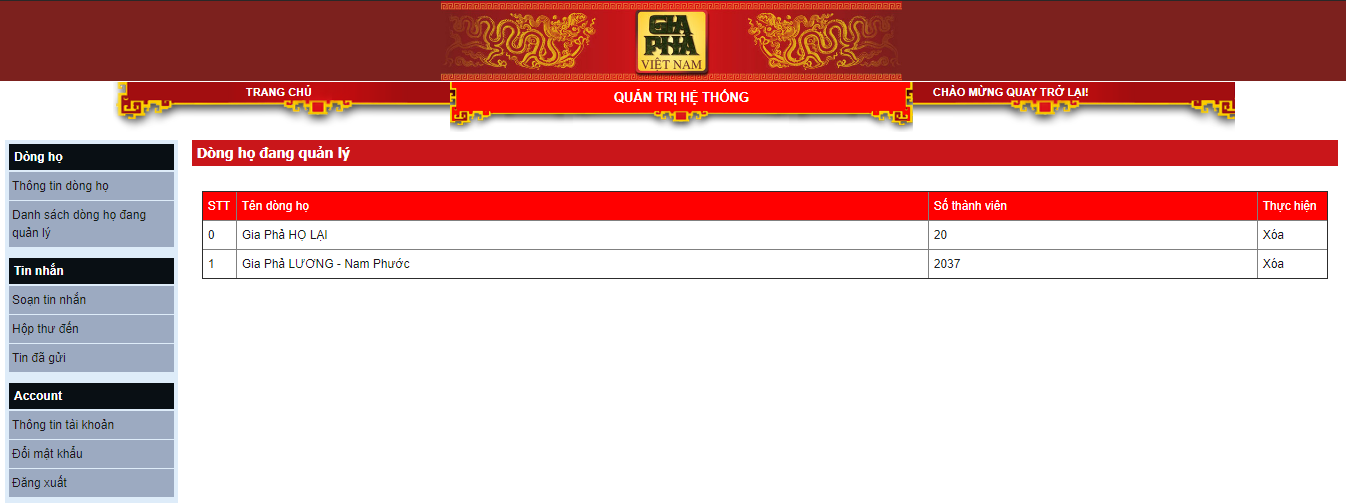 GIA
PHẢ
VIỆT NAM
TRANG CHỦ
QUẢN TRỊ HỆ THỐNG
CHÀO MỪNG QUAY TRỞ LẠI!
Dòng họ
Thông tin dòng họ
Danh sách dòng họ đang
quản lý
Tin nhắn
Soạn tin nhắn
Hộp thư đến
Tin đã gửi
Account
Thông tin tài khoản
Đổi mật khẩu
Đăng xuất
Dòng họ đang quản lý
STT Tên dòng họ Số thành viên Thực hiện
0 Gia Phả HỌ LẠI 20 Xóa
1 Gia Phả LƯƠNG - Nam Phước 2037 Xóa